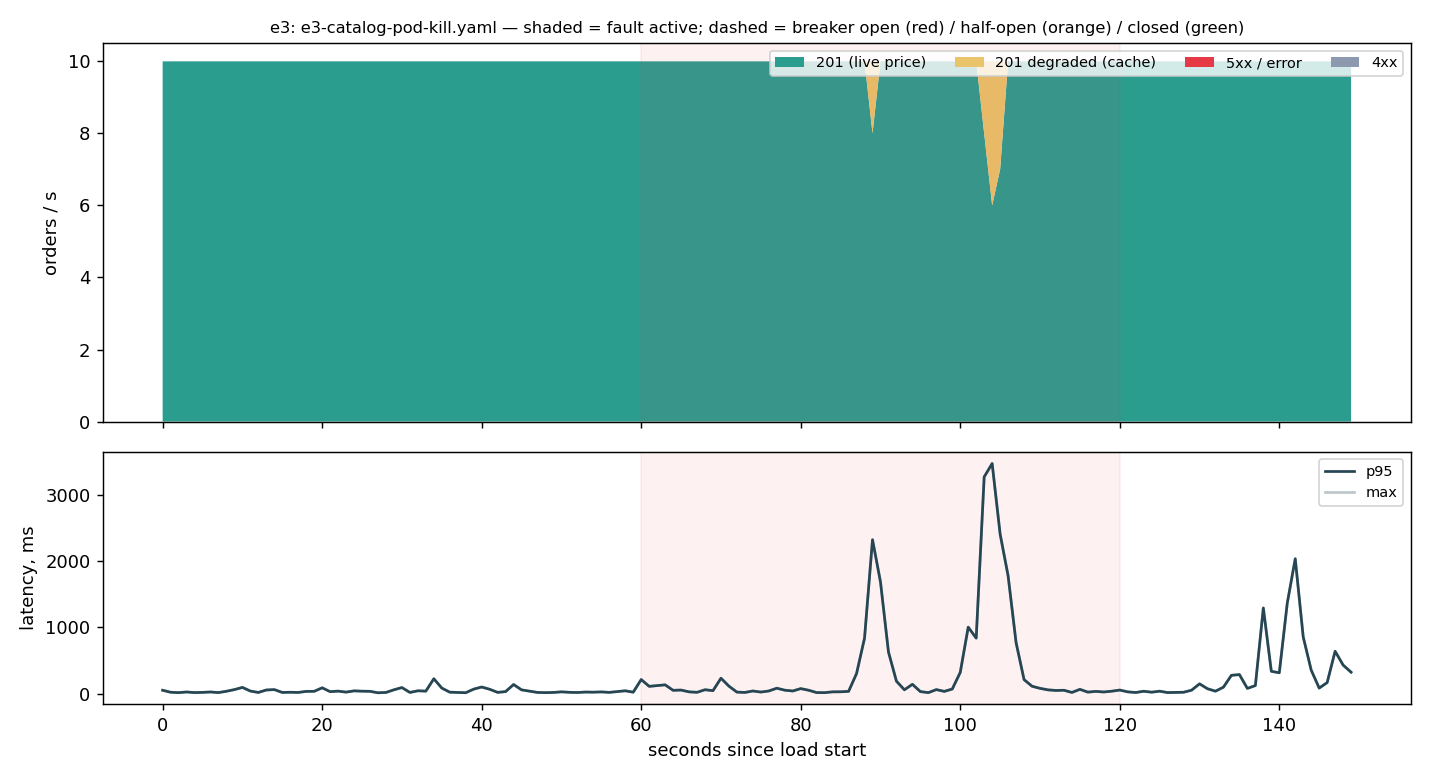 e3: e3-catalog-pod-kill.yaml — shaded = fault active; dashed = breaker open (red) / half-open (orange) / closed (green)
201 (live price) 201 degraded (cache) 5xx / error 4xx
orders / s
10
8
6
4
2
0
p95
max
latency, ms
3000
2000
1000
0
0 20 40 60 80 100 120 140
seconds since load start